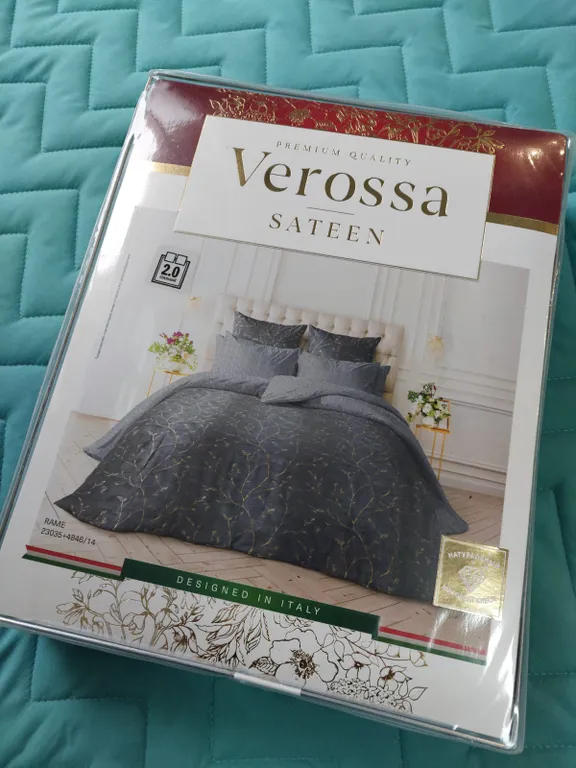 PREMIUM QUALITY
Verossa
SATEEN
2.0
RAME
23035+4846/14
DESIGNED IN ITALY